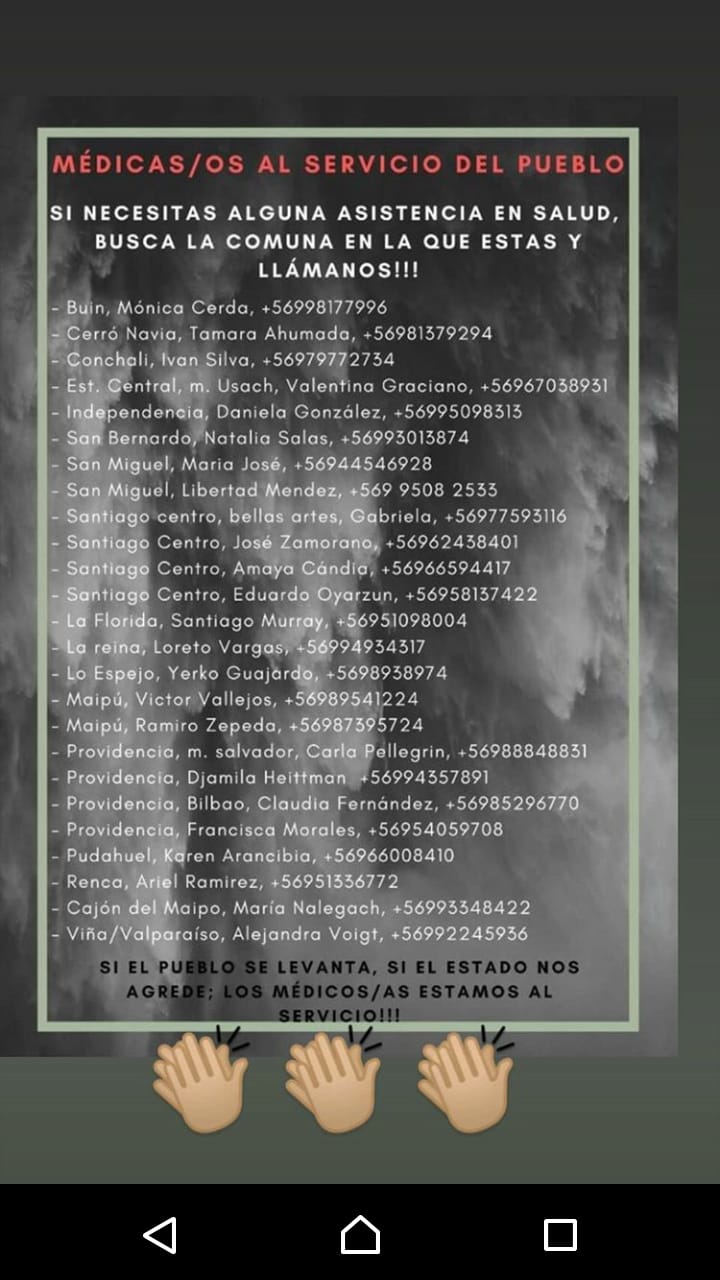 MÉDICAS/OS AL SERVICIO DEL PUEBLO
SI NECESITAS ALGUNA ASISTENCIA EN SALUD,
BUSCA LA COMUNA EN LA QUE ESTAS Y
LLÁMANOS!!!
- Buin, Mónica Cerda, +56998177996
- Cerró Navia, Tamara Ahumada, +56981379294
- Conchali, Ivan Silva, +56979772734
- Est. Central, m. Usach, Valentina Graciano, +56967038931
- Independencia, Daniela González, +56995098313
- San Bernardo, Natalia Salas, +56993013874
- San Miguel, Maria José, +56944546928
- San Miguel, Libertad Mendez, +569 9508 2533
- Santiago centro, bellas artes, Gabriela, +56977593116
- Santiago Centro, José Zamorano, +56962438401
- Santiago Centro, Amaya Cándia, +56966594417
- Santiago Centro, Eduardo Oyarzun, +56958137422
- La Florida, Santiago Murray, +56951098004
- La reina, Loreto Vargas, +56994934317
- Lo Espejo, Yerko Guajardo, +5698938974
- Maipú, Victor Vallejos, +56989541224
- Maipú, Ramiro Zepeda, +56987395724
- Providencia, m. salvador, Carla Pellegrin, +56988848831
- Providencia, Djamila Heittman +56994357891
- Providencia, Bilbao, Claudia Fernández, +56985296770
- Providencia, Francisca Morales, +56954059708
- Pudahuel, Karen Arancibia, +56966008410
- Renca, Ariel Ramirez, +56951336772
- Cajón del Maipo, María Nalegach, +56993348422
- Viña/Valparaíso, Alejandra Voigt, +56992245936
SI EL PUEBLO SE LEVANTA, SI EL ESTADO NOS
AGREDE; LOS MÉDICOS/AS ESTAMOS AL
SERVICIO!!!